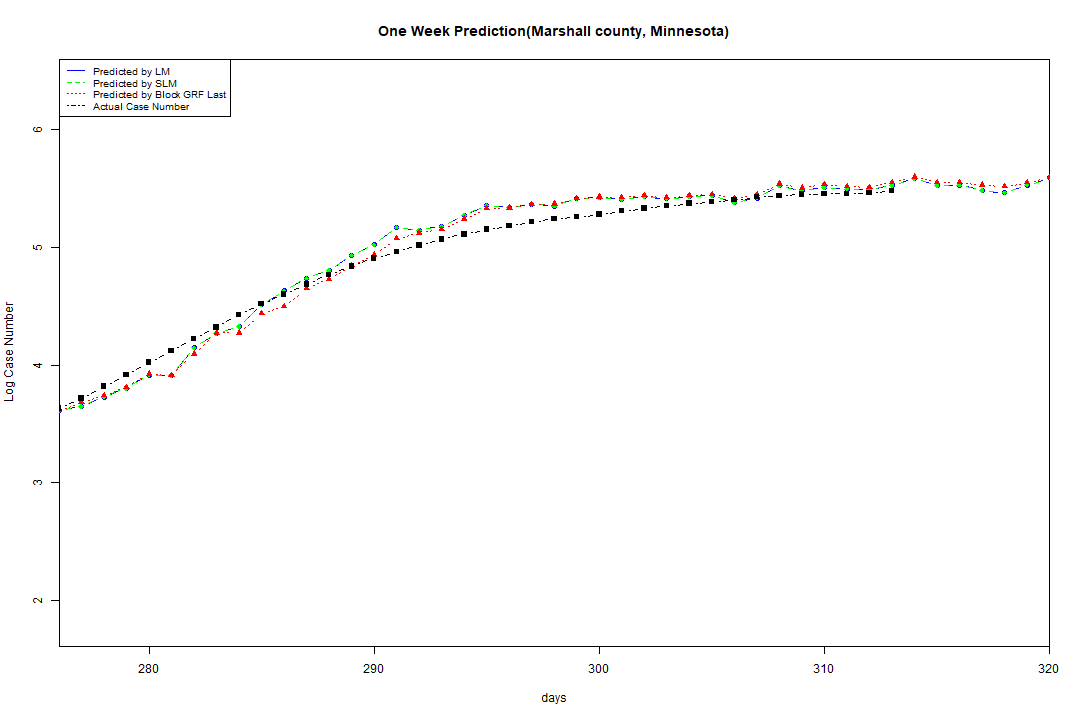 One Week Prediction(Marshall county, Minnesota)
Predicted by LM
Predicted by SLM
Predicted by Block GRF Last
Actual Case Number
6
5
4
3
2
Log Case Number
280 290 300 310 320
days